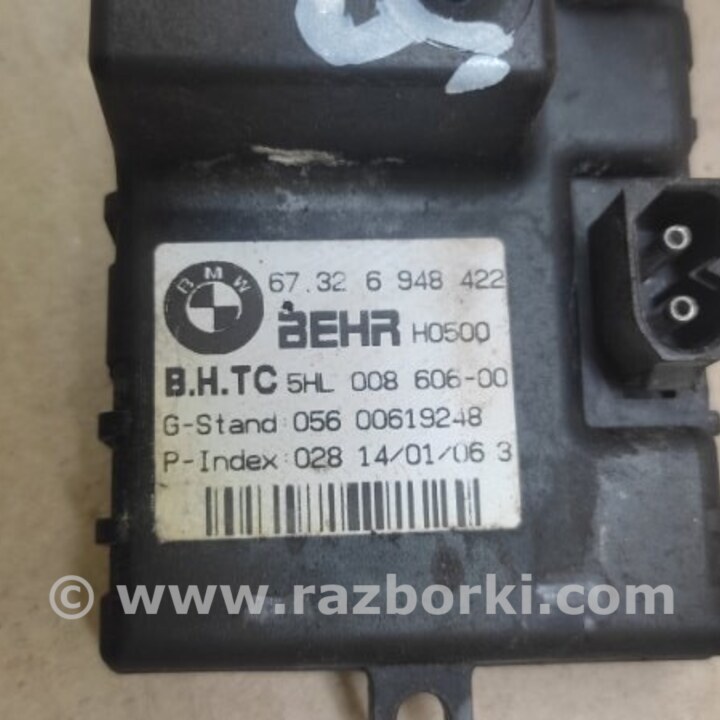 BMW 67.32 6 948 422
BEHR H0500
B.H.TC 5HL 008 606-00
G-Stand:056 00619248
P-Index:028 14/01/06 3
© www.razborki.com